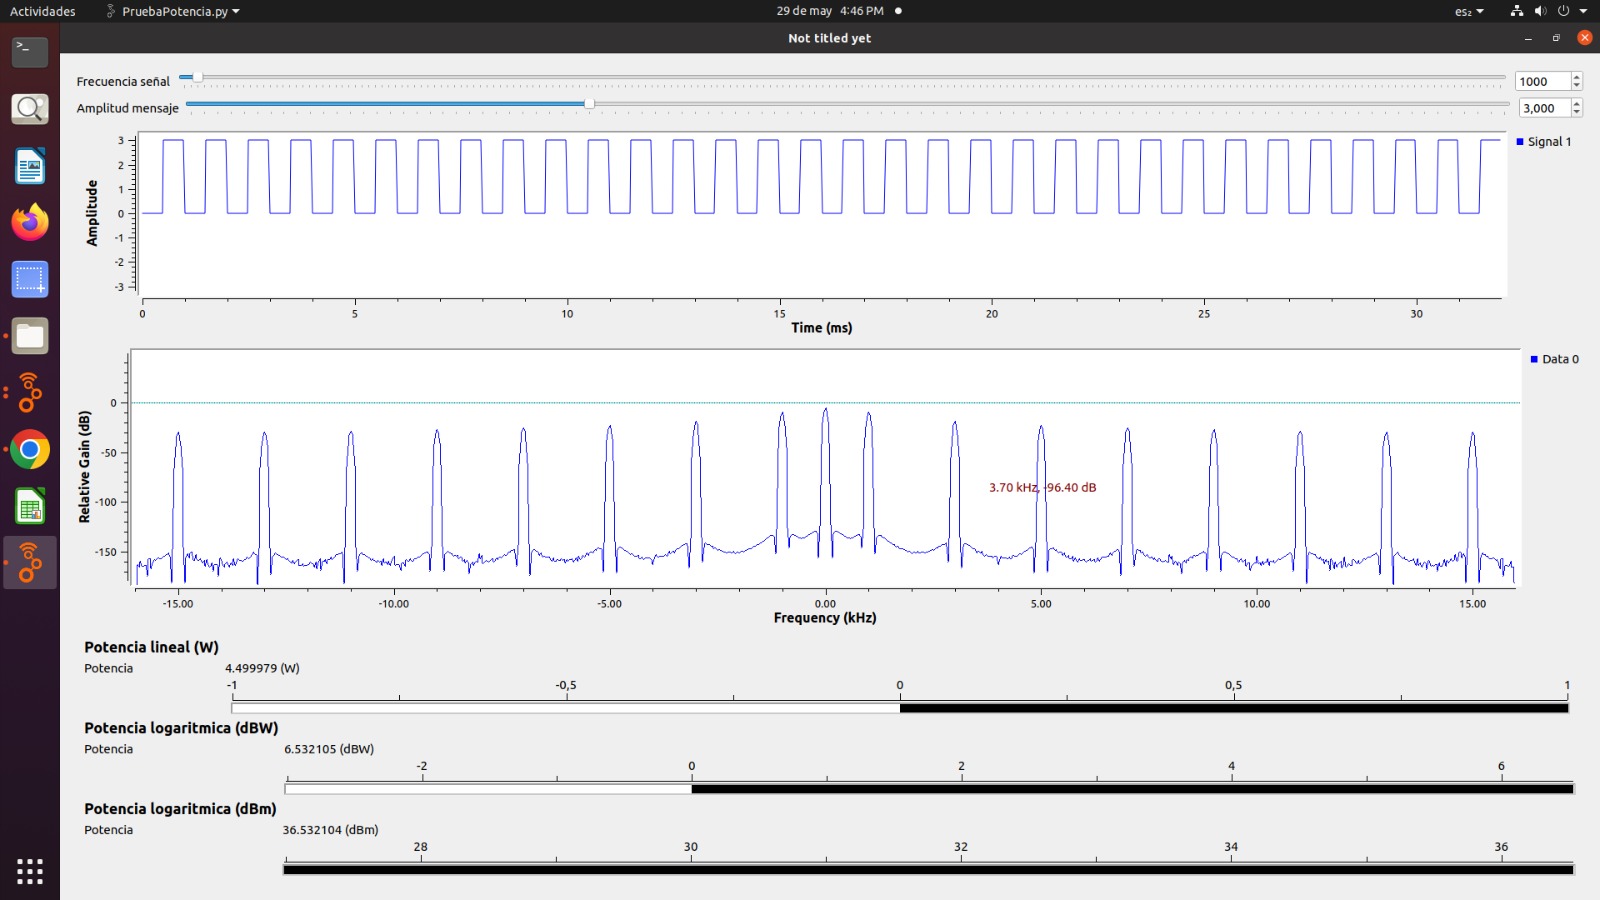 Actividades PruebaPotencia.py 29 de may 4:46 PM es₂
Not titled yet
Frecuencia señal 1000
Amplitud mensaje 3,000
3
2
1
0
-1
-2
-3
Amplitude
Signal 1
0 5 10 15 20 25 30
Time (ms)
0
-50
-100
-150
Relative Gain (dB)
Data 0
3.70 kHz, -96.40 dB
-15.00 -10.00 -5.00 0.00 5.00 10.00 15.00
Frequency (kHz)
Potencia lineal (W)
Potencia 4.499979 (W)
-1 -0,5 0 0,5 1
Potencia logaritmica (dBW)
Potencia 6.532105 (dBW)
-2 0 2 4 6
Potencia logaritmica (dBm)
Potencia 36.532104 (dBm)
28 30 32 34 36